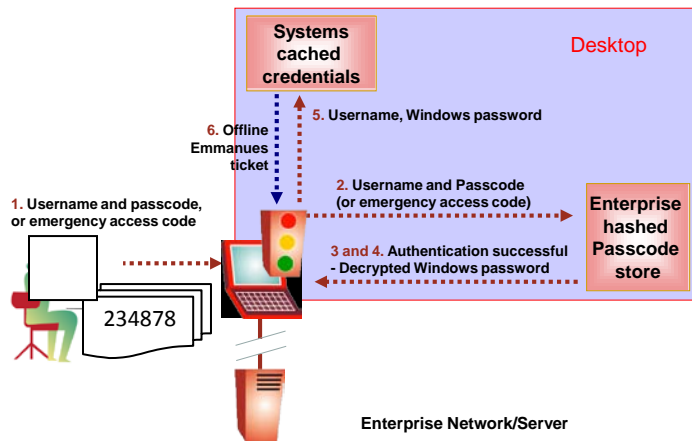 Systems
cached
credentials
Desktop
5. Username, Windows password
6. Offline
Emmanues
ticket
1. Username and passcode,
or emergency access code
2. Username and Passcode
(or emergency access code)
Enterprise
hashed
Passcode
store
3 and 4. Authentication successful
- Decrypted Windows password
234878
Enterprise Network/Server